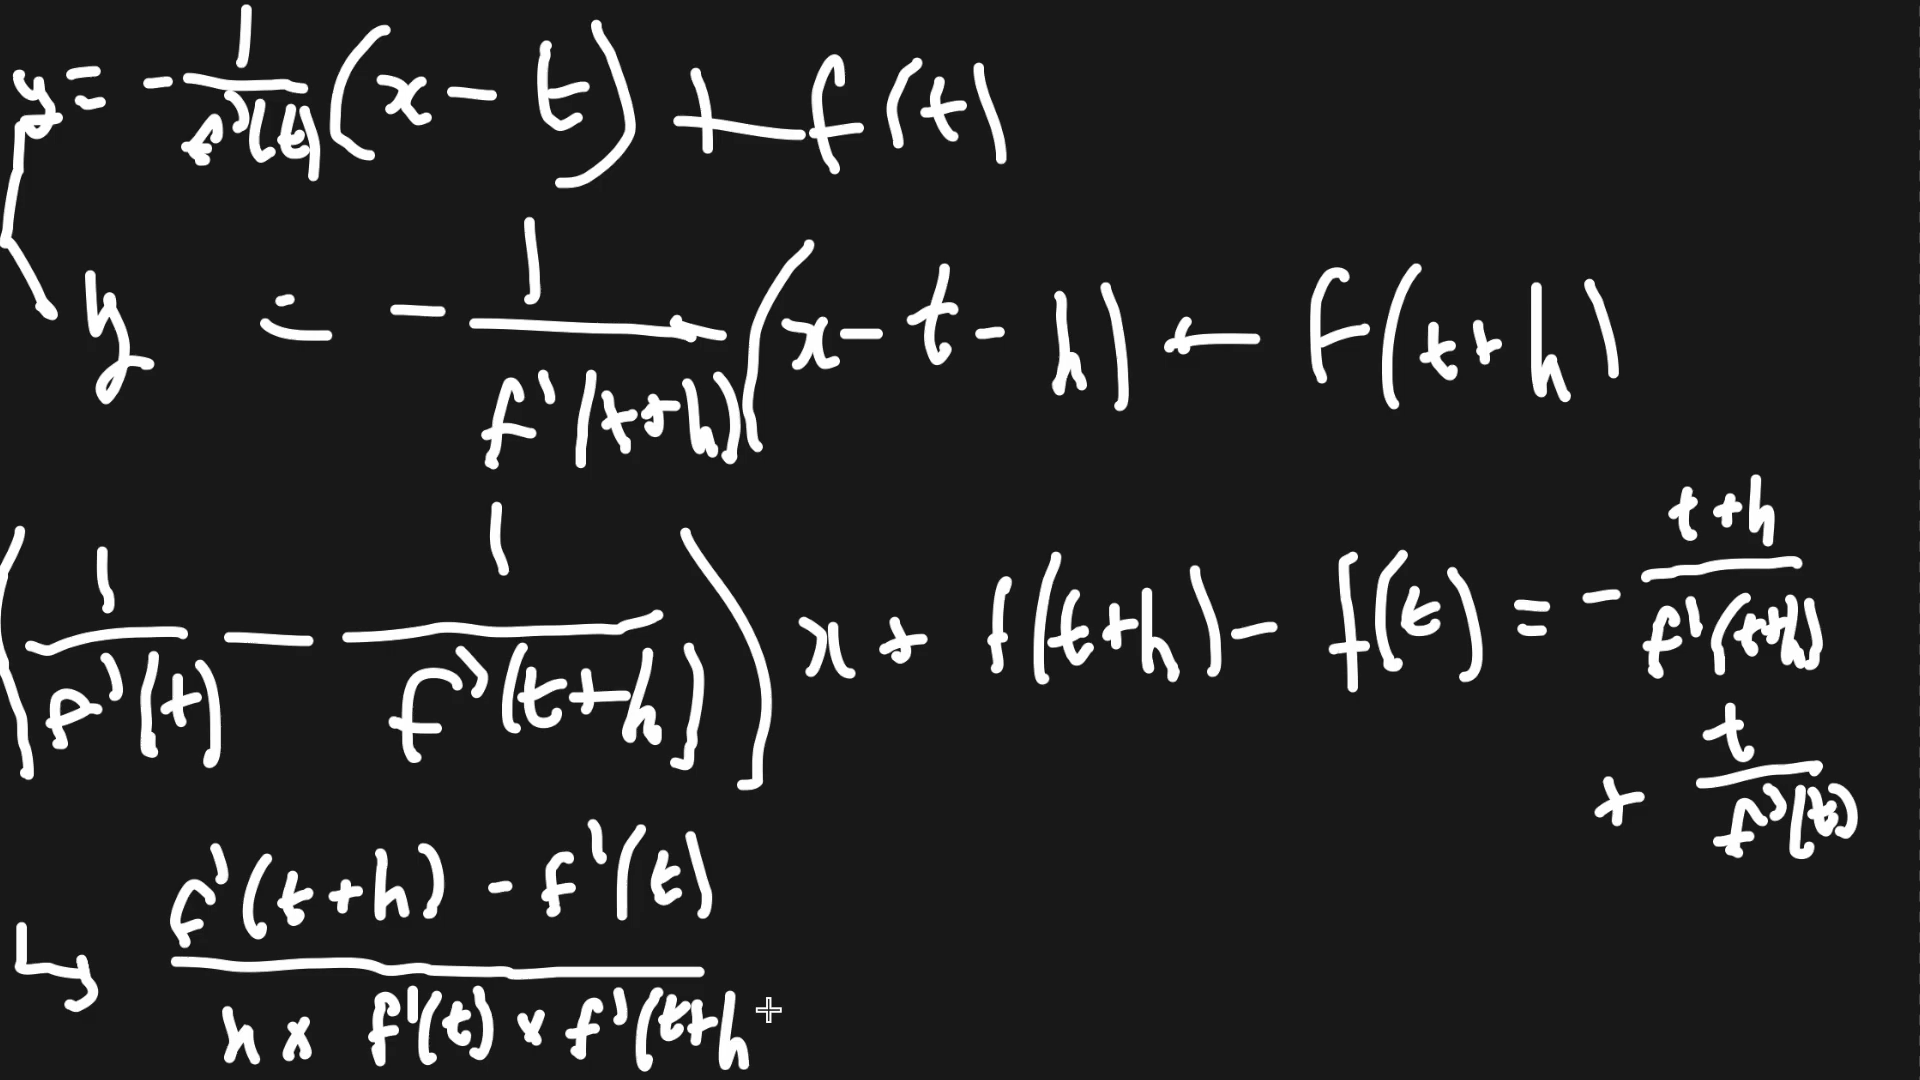 y = - 1/f'(t) (x - t) + f(t)
y = - 1/f'(t+h) (x - t - h) + f(t+h)
(1/f'(t) - 1/f'(t+h)) x + f(t+h) - f(t) = - t+h/f'(t+h)
+ t/f'(t)
↳ f'(t+h) - f'(t)
h × f'(t) × f'(t+h